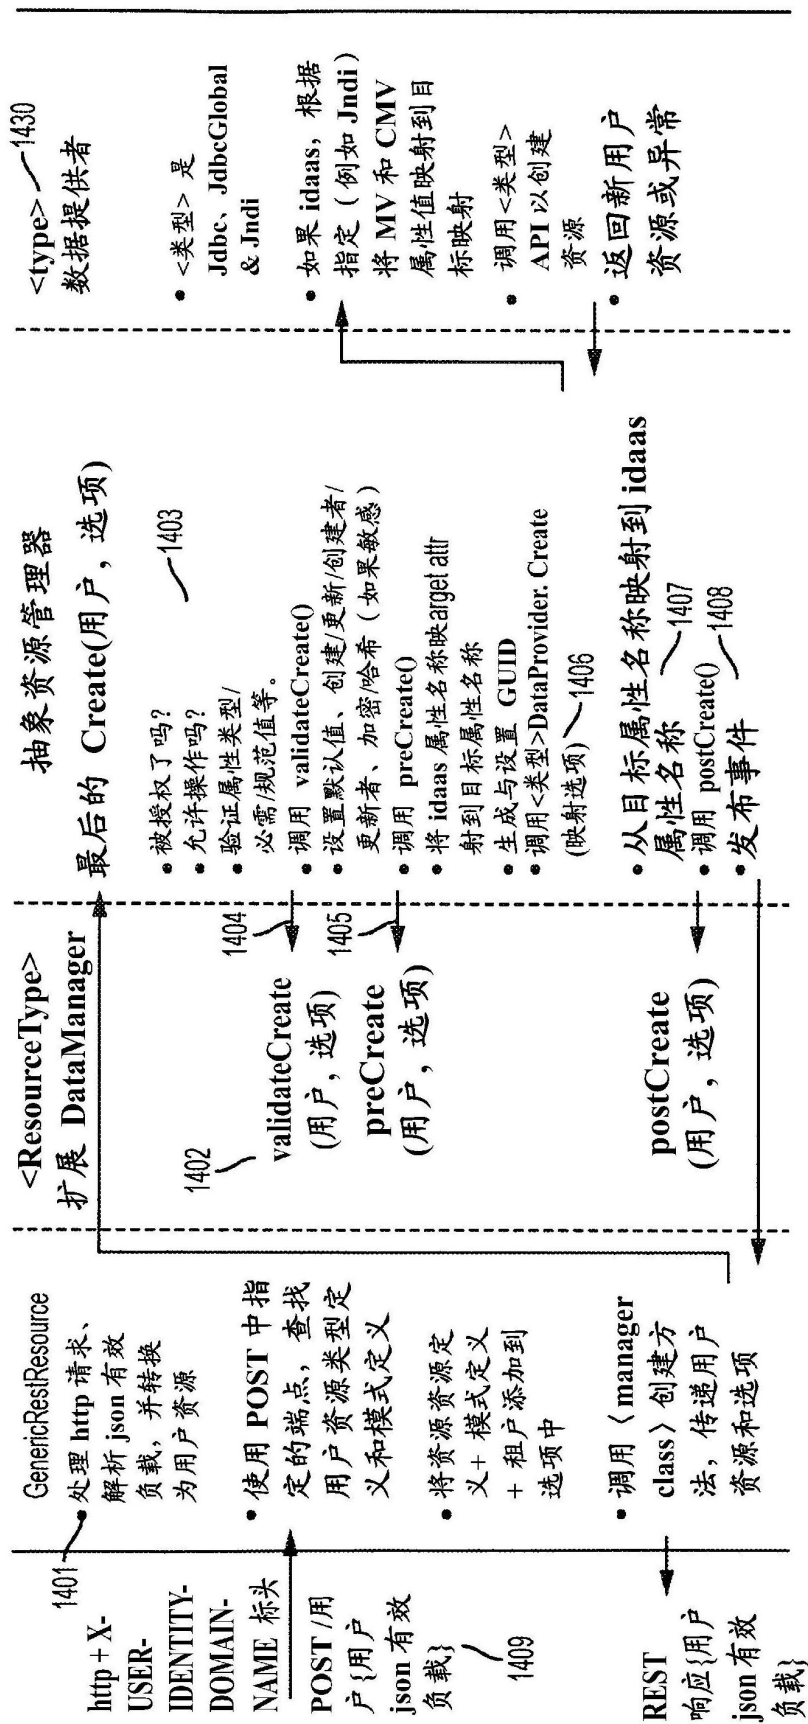 http + X-
USER-
IDENTITY-
DOMAIN-
NAME 标头
POST /用
户{用户
json 有效
负载}
1409
REST
响应{用户
json 有效
负载}
1401
GenericRestResource
• 处理 http 请求、
解析 json 有效
负载，并转换
为用户资源
• 使用 POST 中指
定的端点，查找
用户资源类型定
义和模式定义
• 将资源资源定
义+ 模式定义
+ 租户添加到
选项中
• 调用〈manager
class〉创建方
法，传递用户
资源和选项
<ResourceType>
扩展 DataManager
1402
validateCreate
(用户，选项)
preCreate
(用户，选项)
postCreate
(用户，选项)
1404
1405
抽象资源管理器
最后的 Create(用户，选项)
1403
• 被授权了吗？
• 允许操作吗？
• 验证属性类型/
必需/规范值等。
• 调用 validateCreate()
• 设置默认值、创建/更新/创建者/
更新者、加密/哈希（如果敏感）
• 调用 preCreate()
• 将 idaas 属性名称映arget attr
射到目标属性名称
• 生成与设置 GUID
• 调用<类型>DataProvider. Create
(映射选项)
1406
• 从目标属性名称映射到 idaas
属性名称
1407
• 调用 postCreate()
1408
• 发布事件
<type>
1430
数据提供者
• <类型> 是
Jdbc、JdbcGlobal
& Jndi
• 如果 idaas，根据
指定（例如 Jndi）
将 MV 和 CMV
属性值映射到目
标映射
• 调用<类型>
API 以创建
资源
• 返回新用户
资源或异常